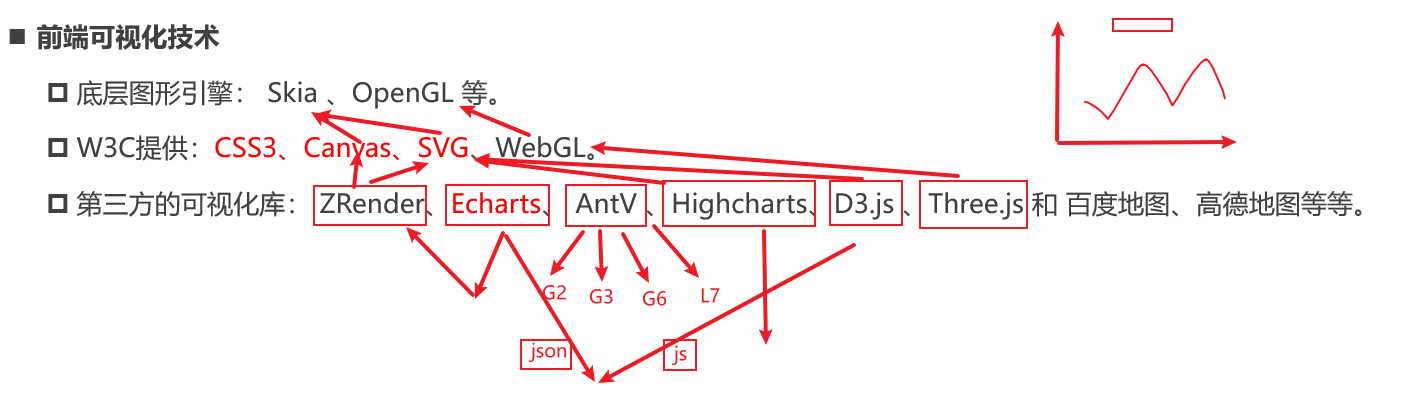 ■ 前端可视化技术
底层图形引擎： Skia 、OpenGL 等。
W3C提供：CSS3、Canvas、SVG、WebGL。
第三方的可视化库：ZRender、Echarts、 AntV 、Highcharts、D3.js 、Three.js 和 百度地图、高德地图等等。
G2 G3 G6 L7
json js